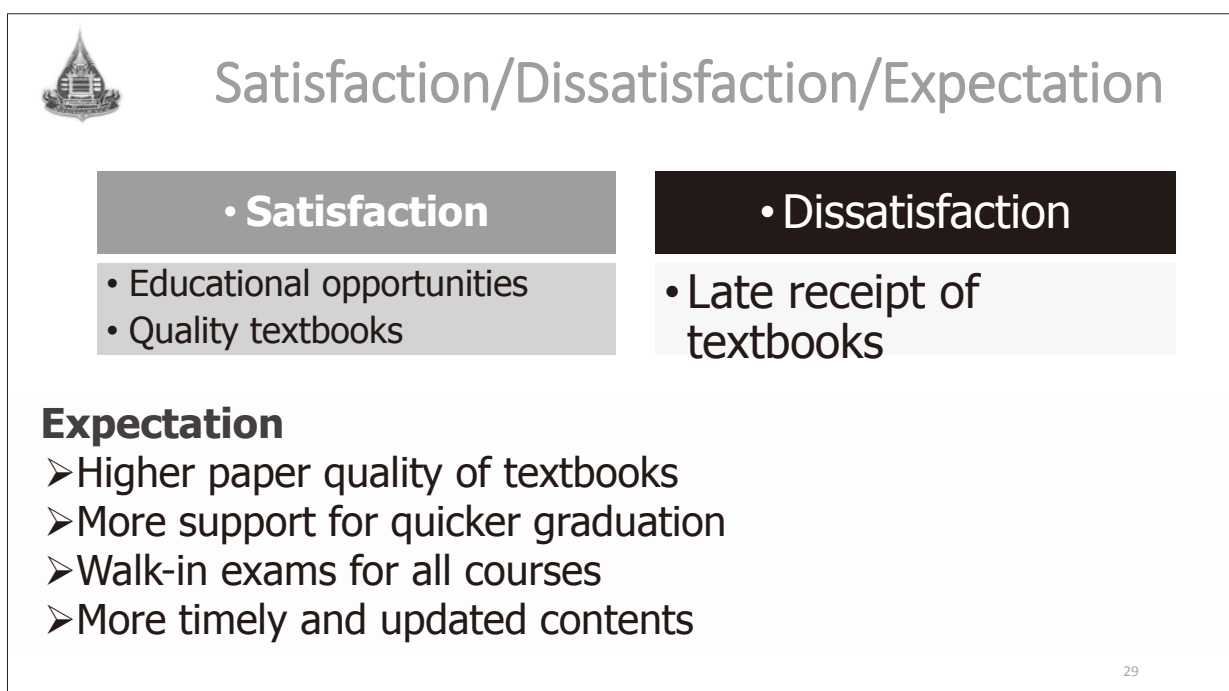 Satisfaction/Dissatisfaction/Expectation
• Satisfaction
• Educational opportunities
• Quality textbooks
• Dissatisfaction
• Late receipt of
textbooks
Expectation
➢Higher paper quality of textbooks
➢More support for quicker graduation
➢Walk-in exams for all courses
➢More timely and updated contents
29